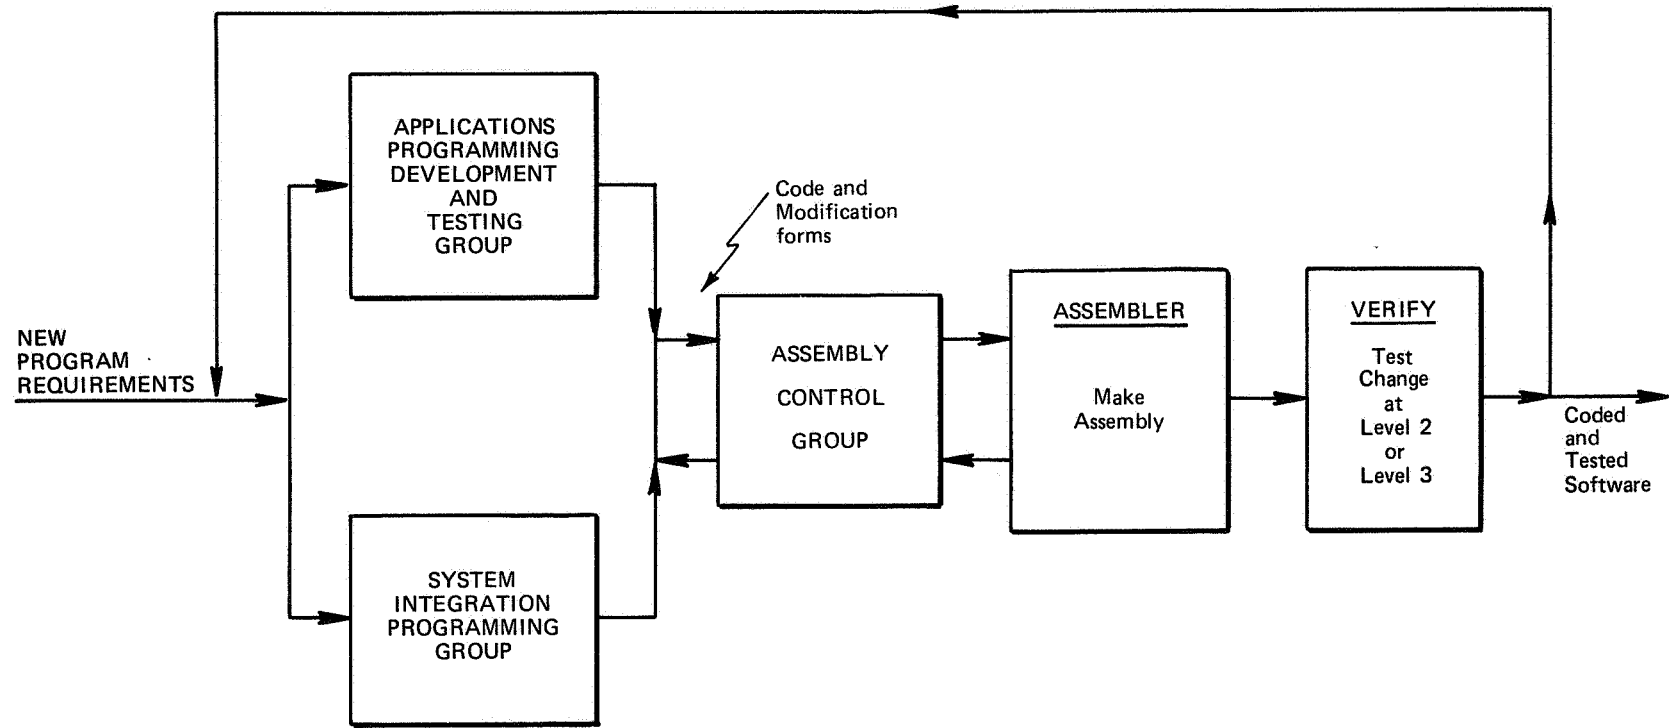 APPLICATIONS
PROGRAMMING
DEVELOPMENT
AND
TESTING
GROUP
Code and
Modification
forms
NEW
PROGRAM
REQUIREMENTS
ASSEMBLY
CONTROL
GROUP
ASSEMBLER
Make
Assembly
VERIFY
Test
Change
at
Level 2
or
Level 3
Coded
and
Tested
Software
SYSTEM
INTEGRATION
PROGRAMMING
GROUP